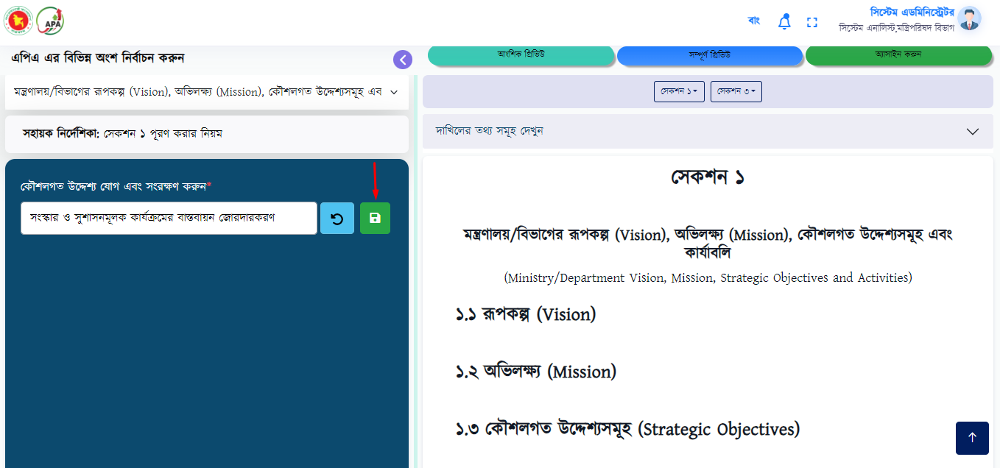 APA
বাং
সিস্টেম এডমিনিস্ট্রেটর
সিস্টেম এনালিস্ট,মন্ত্রিপরিষদ বিভাগ
এপিএ এর বিভিন্ন অংশ নির্বাচন করুন
মন্ত্রণালয়/বিভাগের রূপকল্প (Vision), অভিলক্ষ্য (Mission), কৌশলগত উদ্দেশ্যসমূহ এব
সহায়ক নির্দেশিকা: সেকশন ১ পূরণ করার নিয়ম
কৌশলগত উদ্দেশ্য যোগ এবং সংরক্ষণ করুন*
সংস্কার ও সুশাসনমূলক কার্যক্রমের বাস্তবায়ন জোরদারকরণ
আংশিক প্রিভিউ
সম্পূর্ণ প্রিভিউ
অ্যাসাইন করুন
সেকশন ১
সেকশন ৩
দাখিলের তথ্য সমূহ দেখুন
সেকশন ১
মন্ত্রণালয়/বিভাগের রূপকল্প (Vision), অভিলক্ষ্য (Mission), কৌশলগত উদ্দেশ্যসমূহ এবং
কার্যাবলি
(Ministry/Department Vision, Mission, Strategic Objectives and Activities)
১.১ রূপকল্প (Vision)
১.২ অভিলক্ষ্য (Mission)
১.৩ কৌশলগত উদ্দেশ্যসমূহ (Strategic Objectives)